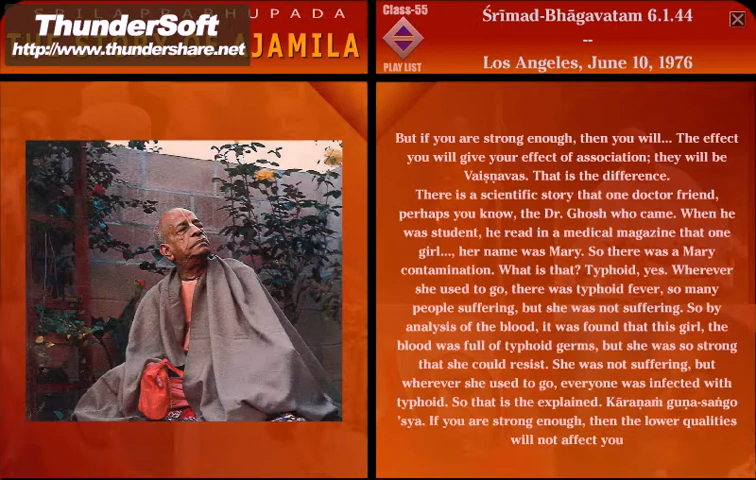 SRILA PRABHUPADA
THE STORY OF AJAMILA
ThunderSoft
http://www.thundershare.net
Class-55
PLAY LIST
Śrīmad-Bhāgavatam 6.1.44
--
Los Angeles, June 10, 1976
But if you are strong enough, then you will... The effect
you will give your effect of association; they will be
Vaiṣṇavas. That is the difference.
There is a scientific story that one doctor friend,
perhaps you know, the Dr. Ghosh who came. When he
was student, he read in a medical magazine that one
girl..., her name was Mary. So there was a Mary
contamination. What is that? Typhoid, yes. Wherever
she used to go, there was typhoid fever, so many
people suffering, but she was not suffering. So by
analysis of the blood, it was found that this girl, the
blood was full of typhoid germs, but she was so strong
that she could resist. She was not suffering, but
wherever she used to go, everyone was infected with
typhoid. So that is the explained. Kāraṇaṁ guṇa-saṅgo
'sya. If you are strong enough, then the lower qualities
will not affect you